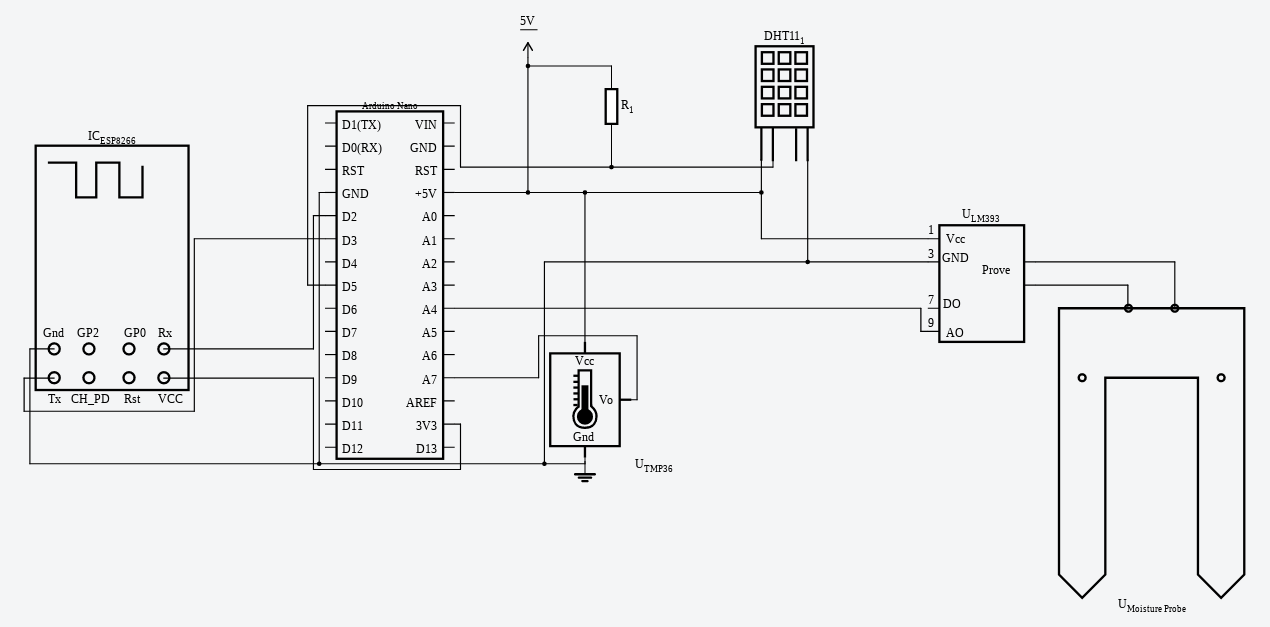 5V
DHT11₁
R₁
Arduino Nano
D1(TX) VIN
D0(RX) GND
RST RST
GND +5V
D2 A0
D3 A1
D4 A2
D5 A3
D6 A4
D7 A5
D8 A6
D9 A7
D10 AREF
D11 3V3
D12 D13
IC ESP8266
Gnd GP2 GP0 Rx
Tx CH_PD Rst VCC
Vcc
Vo
Gnd
U TMP36
U LM393
1 Vcc
3 GND
Prove
7 DO
9 AO
U Moisture Probe